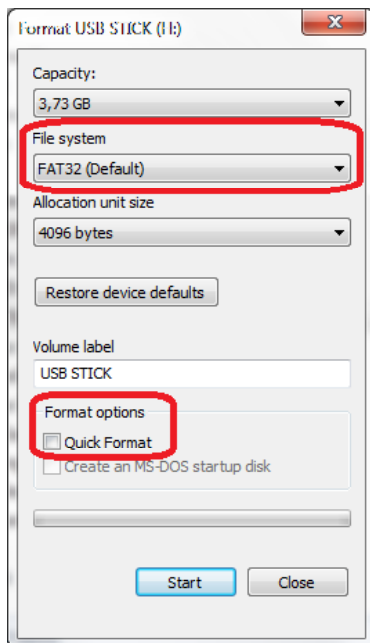 Format USB STICK (H:)
Capacity:
3,73 GB
File system
FAT32 (Default)
Allocation unit size
4096 bytes
Restore device defaults
Volume label
USB STICK
Format options
Quick Format
Create an MS-DOS startup disk
Start
Close